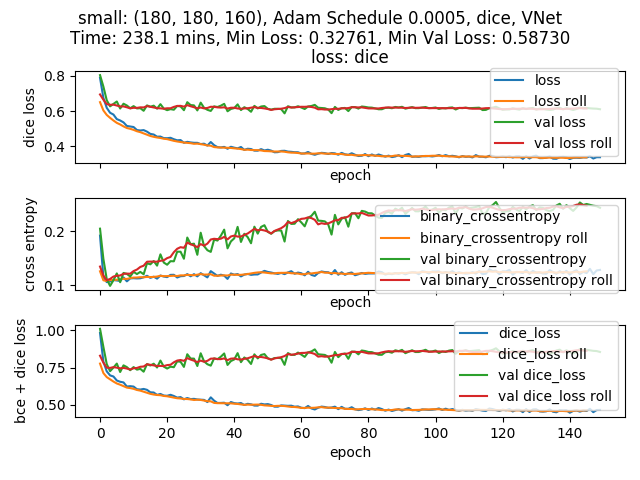 small: (180, 180, 160), Adam Schedule 0.0005, dice, VNet
Time: 238.1 mins, Min Loss: 0.32761, Min Val Loss: 0.58730
loss: dice
dice loss
0.8
0.6
0.4
loss
loss roll
val loss
val loss roll
epoch
cross entropy
0.2
0.1
binary_crossentropy
binary_crossentropy roll
val binary_crossentropy
val binary_crossentropy roll
epoch
bce + dice loss
1.00
0.75
0.50
dice_loss
dice_loss roll
val dice_loss
val dice_loss roll
0 20 40 60 80 100 120 140
epoch